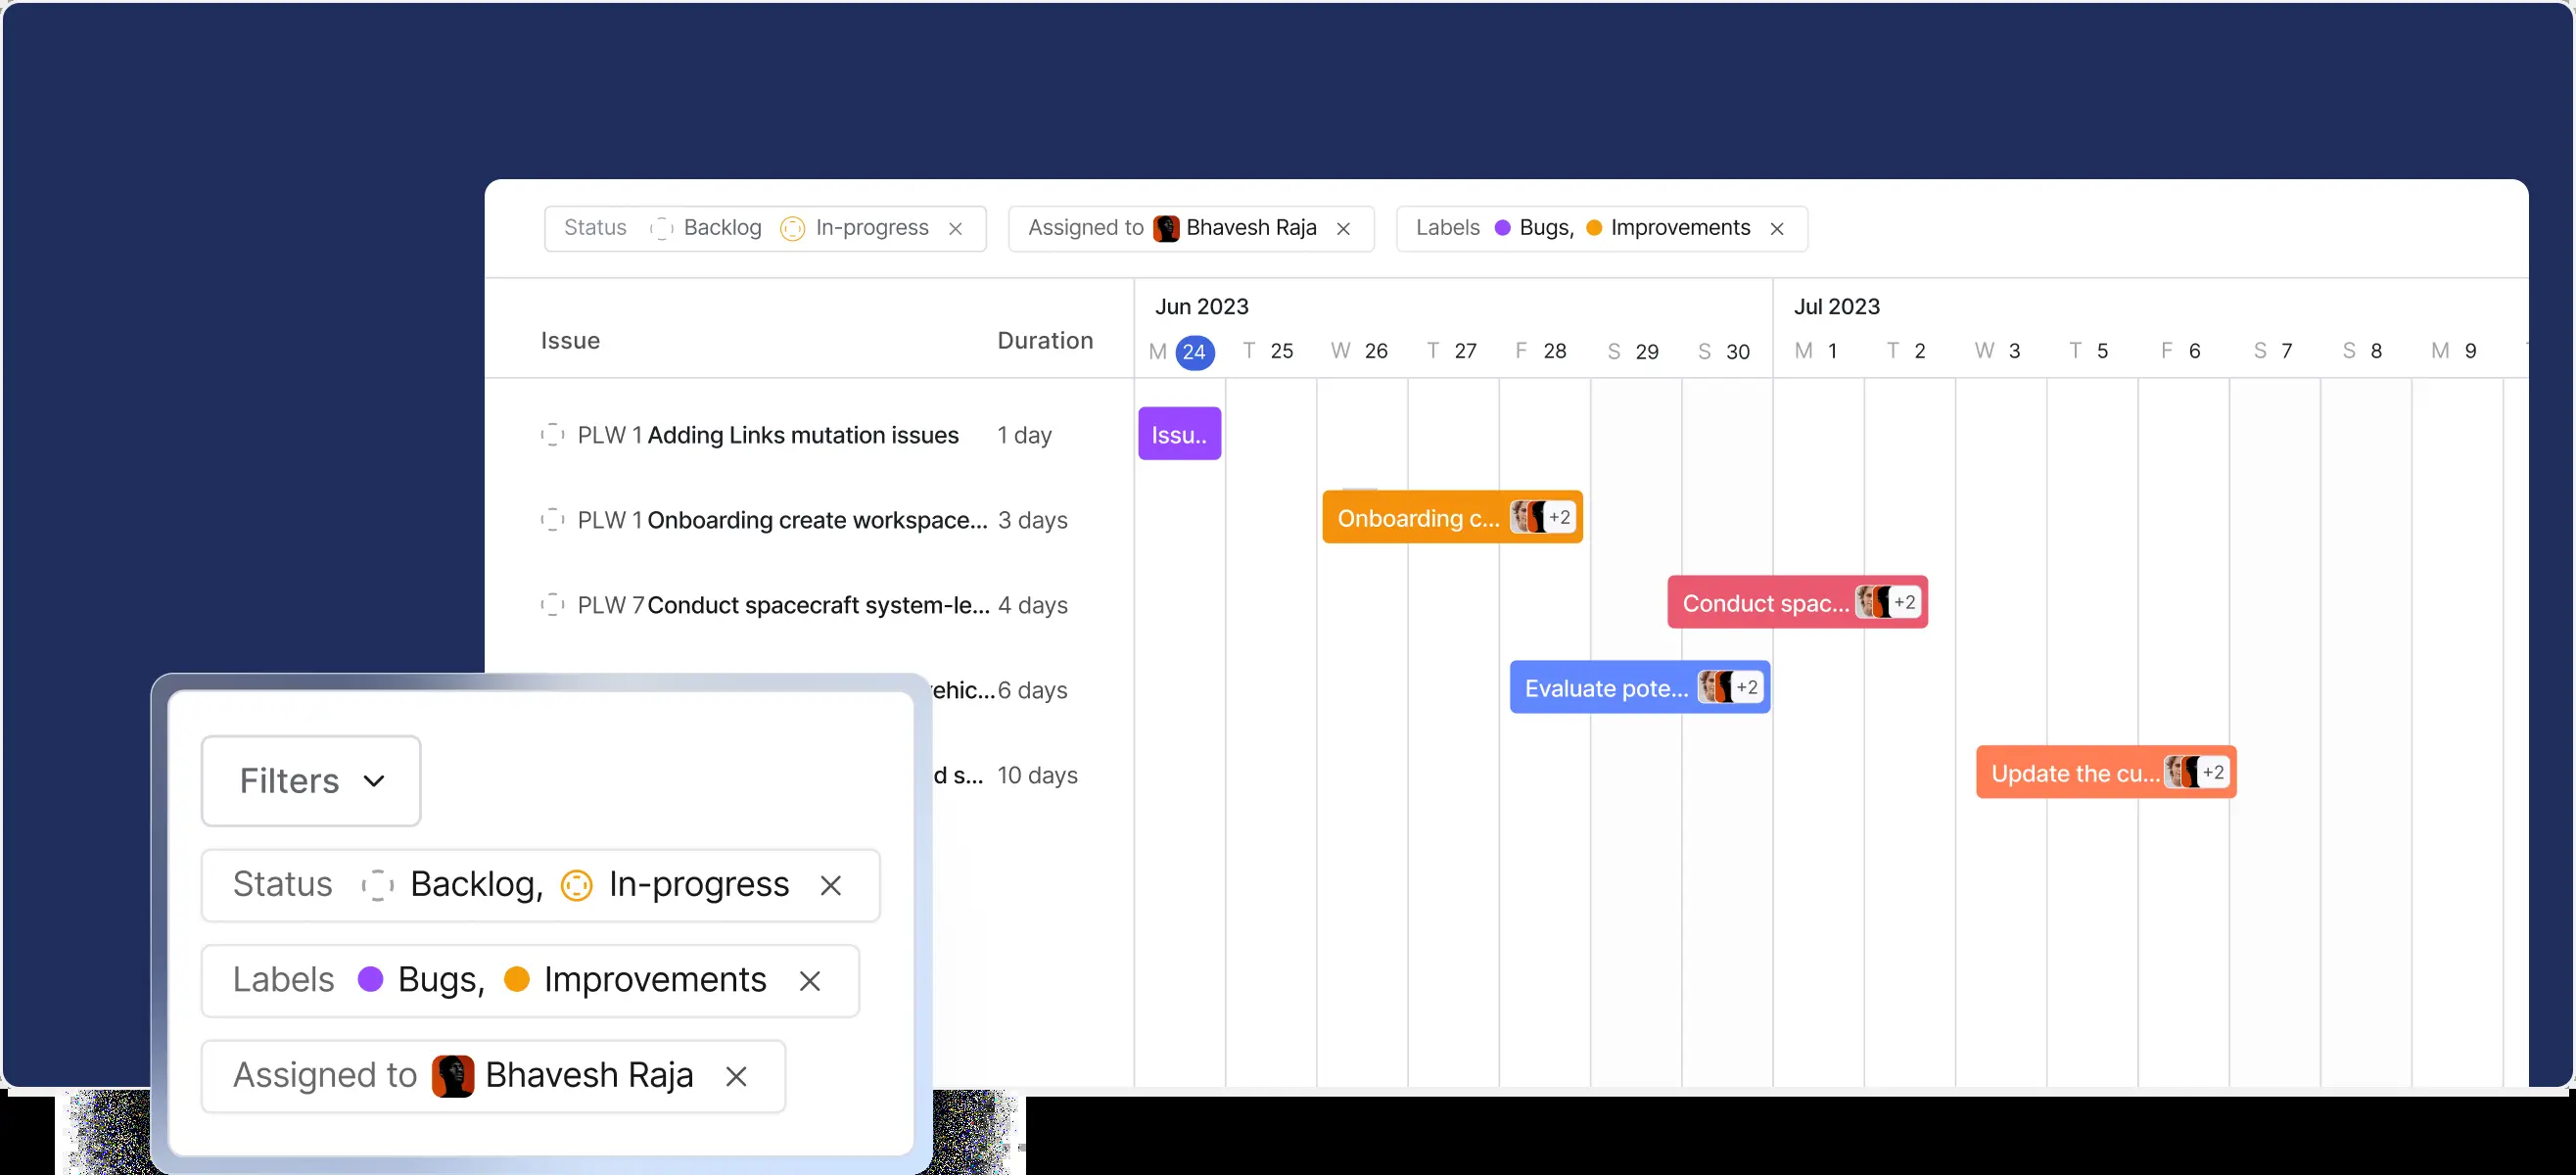 Status Backlog In-progress Assigned to Bhavesh Raja Labels Bugs, Improvements
Jun 2023 Jul 2023
Issue Duration
M 24 T 25 W 26 T 27 F 28 S 29 S 30 M 1 T 2 W 3 T 5 F 6 S 7 S 8 M 9
PLW 1 Adding Links mutation issues 1 day Issu..
PLW 1 Onboarding create workspace... 3 days Onboarding c... +2
PLW 7 Conduct spacecraft system-le... 4 days Conduct spac... +2
ehic... 6 days Evaluate pote... +2
d s... 10 days Update the cu... +2
Filters
Status Backlog, In-progress
Labels Bugs, Improvements
Assigned to Bhavesh Raja